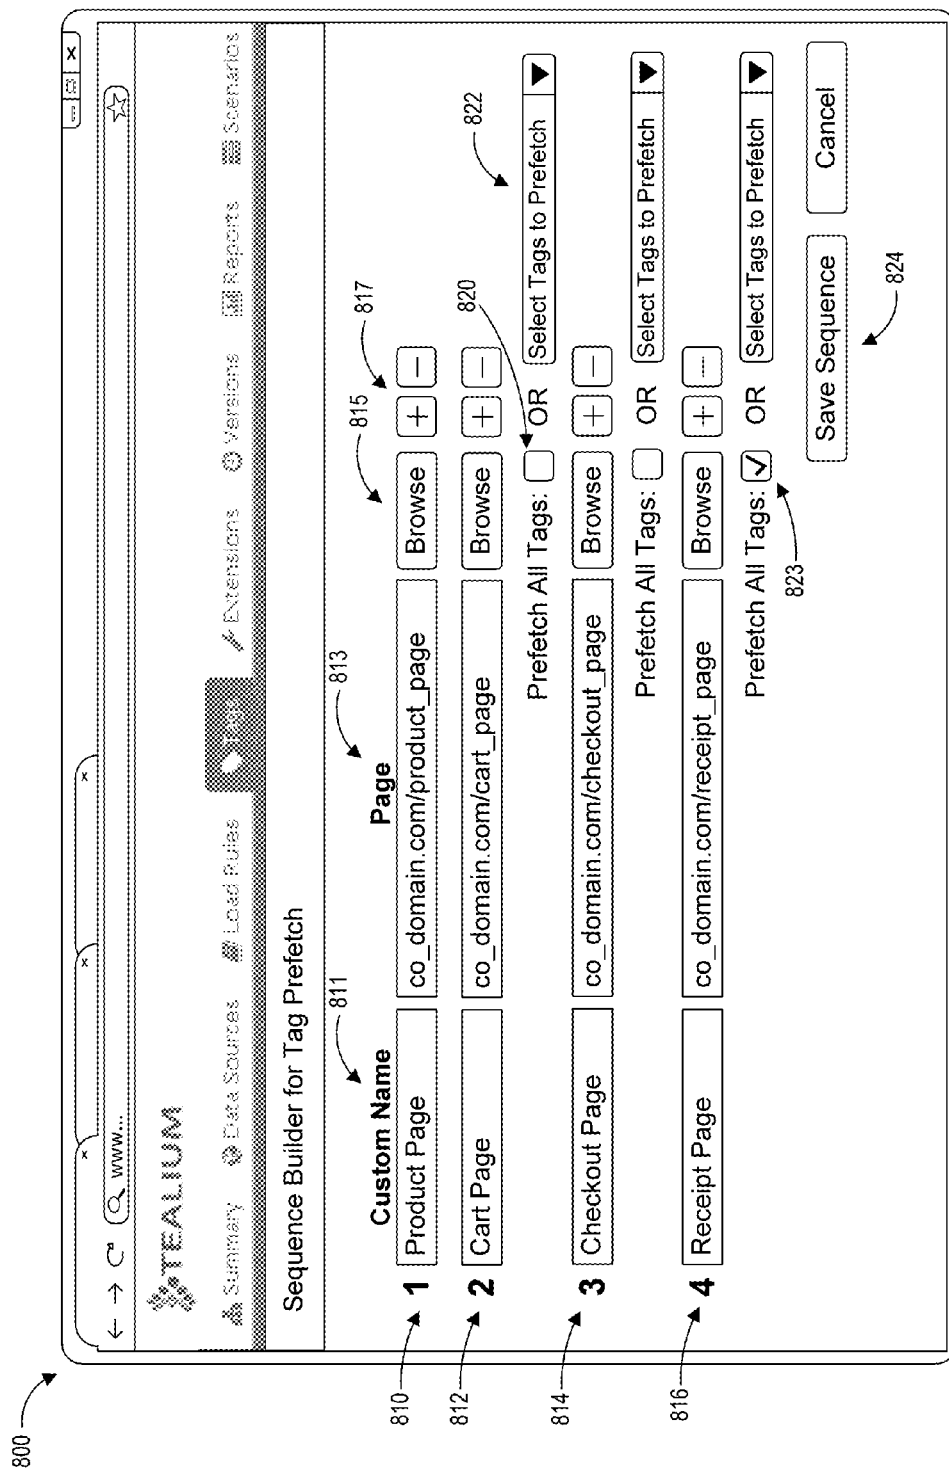 800
www...
TEALIUM
Summary Data Sources Load Rules Tags Extensions Versions Reports Scenarios
Sequence Builder for Tag Prefetch
811 813 815 817
Custom Name Page
810 1 Product Page co_domain.com/product_page Browse + −
812 2 Cart Page co_domain.com/cart_page Browse + −
820 822
Prefetch All Tags: OR Select Tags to Prefetch
814 3 Checkout Page co_domain.com/checkout_page Browse + −
Prefetch All Tags: OR Select Tags to Prefetch
816 4 Receipt Page co_domain.com/receipt_page Browse + −
Prefetch All Tags: OR Select Tags to Prefetch
823
Save Sequence Cancel
824